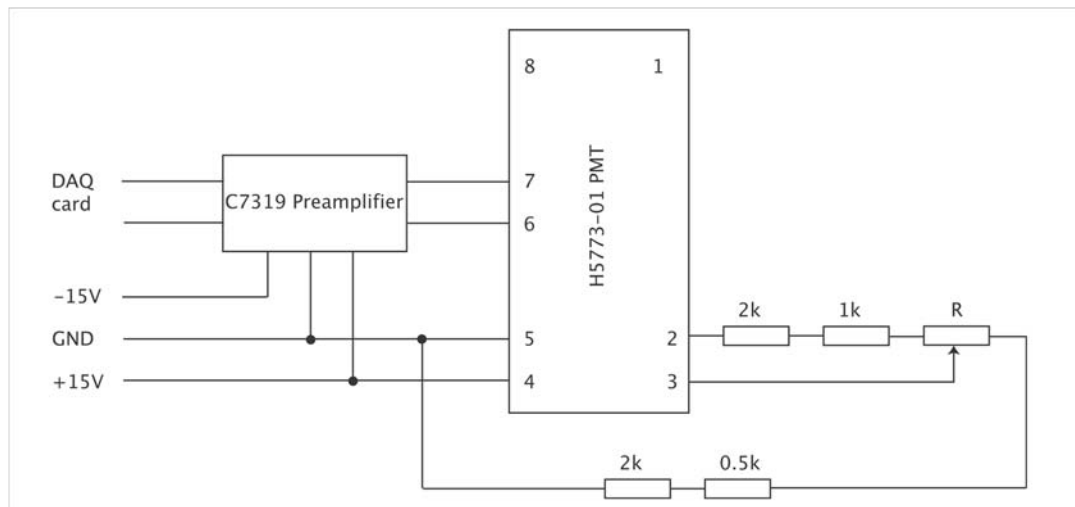 8
1
DAQ
card
C7319 Preamplifier
7
6
H5773-01 PMT
-15V
GND
5
2
2k
1k
R
+15V
4
3
2k
0.5k